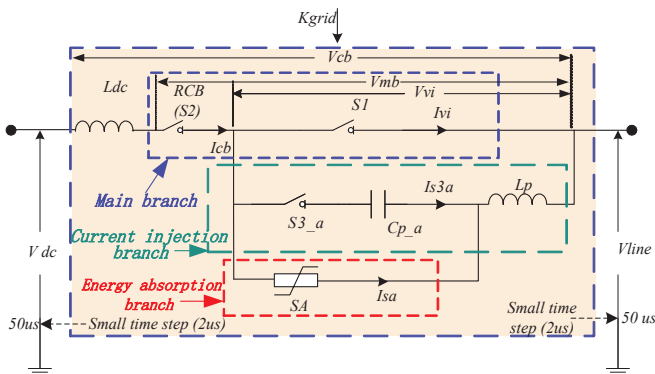 Kgrid
Vcb
Ldc
RCB
(S2)
Vmb
Vvi
S1
Ivi
Icb
Main branch
Is3a
Lp
S3_a
Cp_a
Current injection
branch
V dc
Vline
Energy absorption
branch
SA
Isa
50us
Small time step (2us)
Small time
step (2us)
50 us